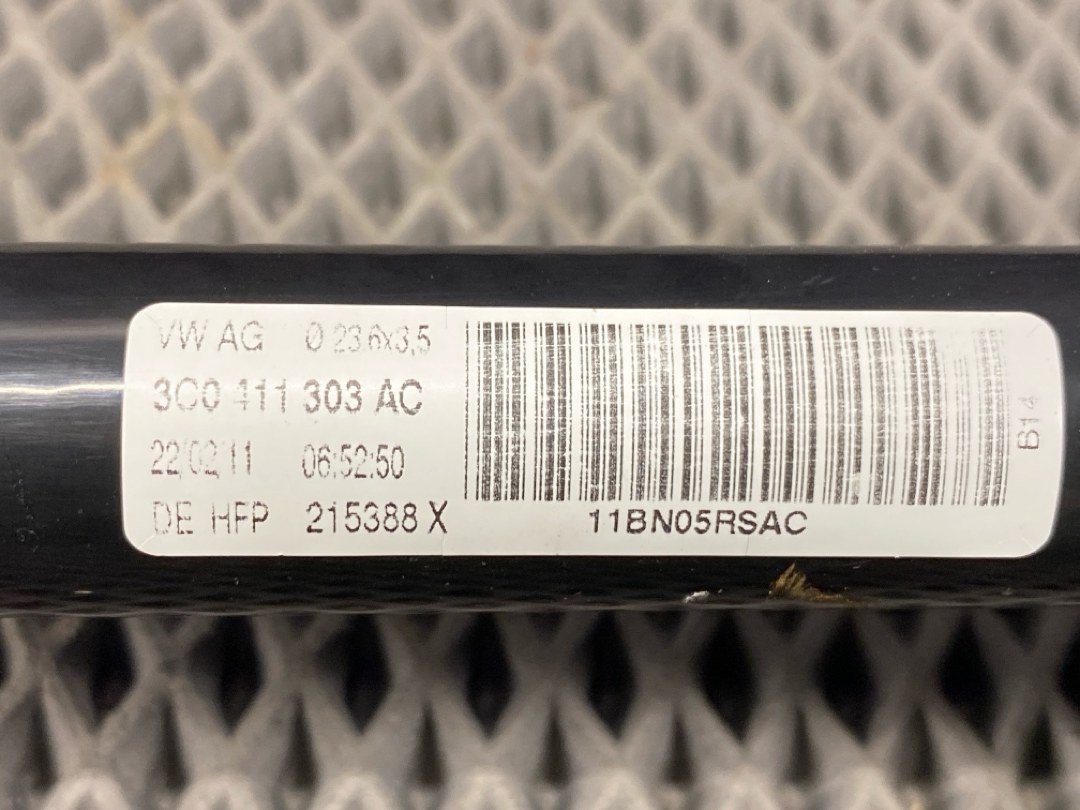 VW AG Ø 23,6x3,5
3C0 411 303 AC
22/02/11 06:52:50
DE HFP 215388 X
11BN05RSAC
B14